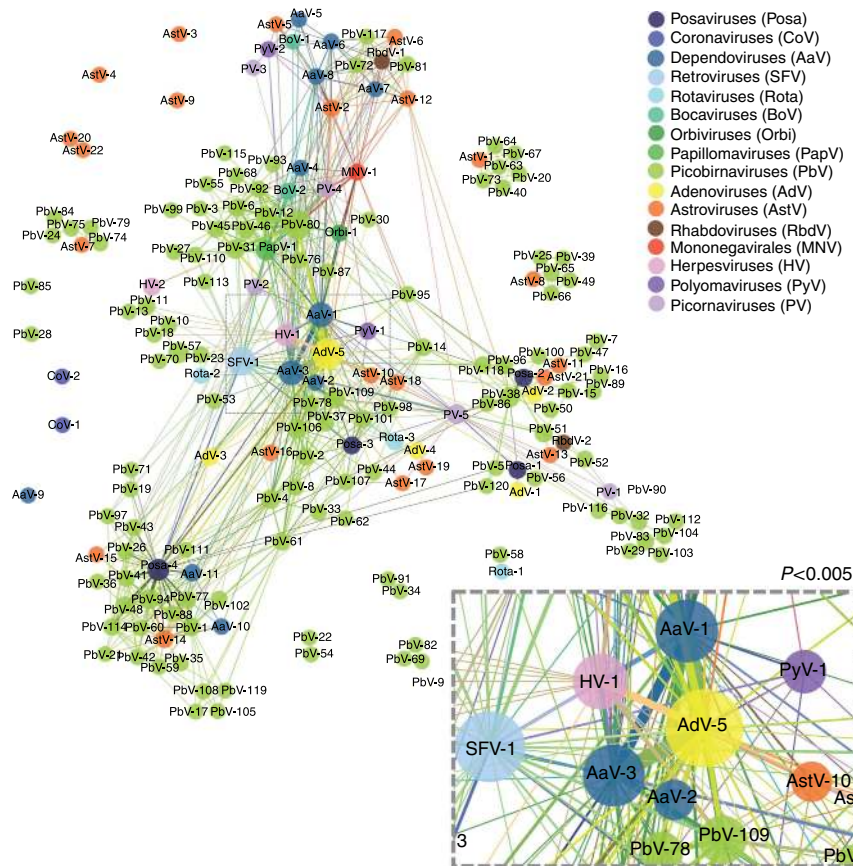 Posaviruses (Posa)
Coronaviruses (CoV)
Dependoviruses (AaV)
Retroviruses (SFV)
Rotaviruses (Rota)
Bocaviruses (BoV)
Orbiviruses (Orbi)
Papillomaviruses (PapV)
Picobirnaviruses (PbV)
Adenoviruses (AdV)
Astroviruses (AstV)
Rhabdoviruses (RbdV)
Mononegavirales (MNV)
Herpesviruses (HV)
Polyomaviruses (PyV)
Picornaviruses (PV)
AaV-5
AstV-5
PbV-117
AstV-3
BoV-1
AaV-6
AstV-6
PyV-2
RbdV-1
PV-3
PbV-72
PbV-81
AstV-4
AaV-8
AaV-7
AstV-9
AstV-2
AstV-12
AstV-20
AstV-22
PbV-115
PbV-93
AaV-4
MNV-1
PbV-68
PbV-55
PbV-92
BoV-2
PV-4
PbV-64
AstV-1
PbV-67
PbV-63
PbV-73
PbV-20
PbV-40
PbV-84
PbV-75
PbV-79
PbV-24
PbV-74
AstV-7
PbV-99
PbV-3
PbV-6
PbV-12
PbV-45
PbV-46
PbV-80
PbV-30
Orbi-1
PbV-27
PbV-31
PapV-1
PbV-110
PbV-76
PbV-87
PbV-25
PbV-39
PbV-65
AstV-8
PbV-49
PbV-66
PbV-85
HV-2
PbV-113
PV-2
PbV-95
PbV-11
PbV-13
PbV-10
PbV-18
AaV-1
PyV-1
PbV-28
PbV-57
HV-1
PbV-14
PbV-70
PbV-23
SFV-1
AdV-5
Rota-2
AaV-3
AaV-2
AstV-10
AstV-18
PbV-7
PbV-100
PbV-47
PbV-96
AstV-11
PbV-118
Posa-2
AstV-21
PbV-16
PbV-89
PbV-38
AdV-2
PbV-15
PbV-86
PbV-50
CoV-2
CoV-1
PbV-53
PbV-109
PbV-78
PbV-98
PbV-37
PbV-101
PbV-106
PV-5
PbV-51
RbdV-2
AstV-13
PbV-52
Posa-3
Rota-3
AdV-4
AdV-3
AstV-16
PbV-2
AstV-19
PbV-44
PbV-107
AstV-17
PbV-5
Posa-1
PbV-56
PbV-120
AdV-1
PV-1
PbV-90
PbV-116
PbV-32
PbV-112
PbV-83
PbV-104
PbV-29
PbV-103
AaV-9
PbV-71
PbV-19
PbV-8
PbV-4
PbV-33
PbV-62
PbV-97
PbV-43
PbV-61
PbV-26
PbV-111
AstV-15
Posa-4
PbV-41
AaV-11
PbV-36
PbV-94
PbV-77
PbV-48
PbV-88
PbV-102
PbV-114
PbV-60
PbV-1
AaV-10
AstV-14
PbV-21
PbV-42
PbV-35
PbV-59
PbV-108
PbV-119
PbV-17
PbV-105
PbV-58
Rota-1
PbV-91
PbV-34
PbV-22
PbV-54
PbV-82
PbV-69
PbV-9
P<0.005
AaV-1
HV-1
PyV-1
SFV-1
AdV-5
AaV-3
AaV-2
AstV-10
As
3
PbV-109
PbV-78
PbV